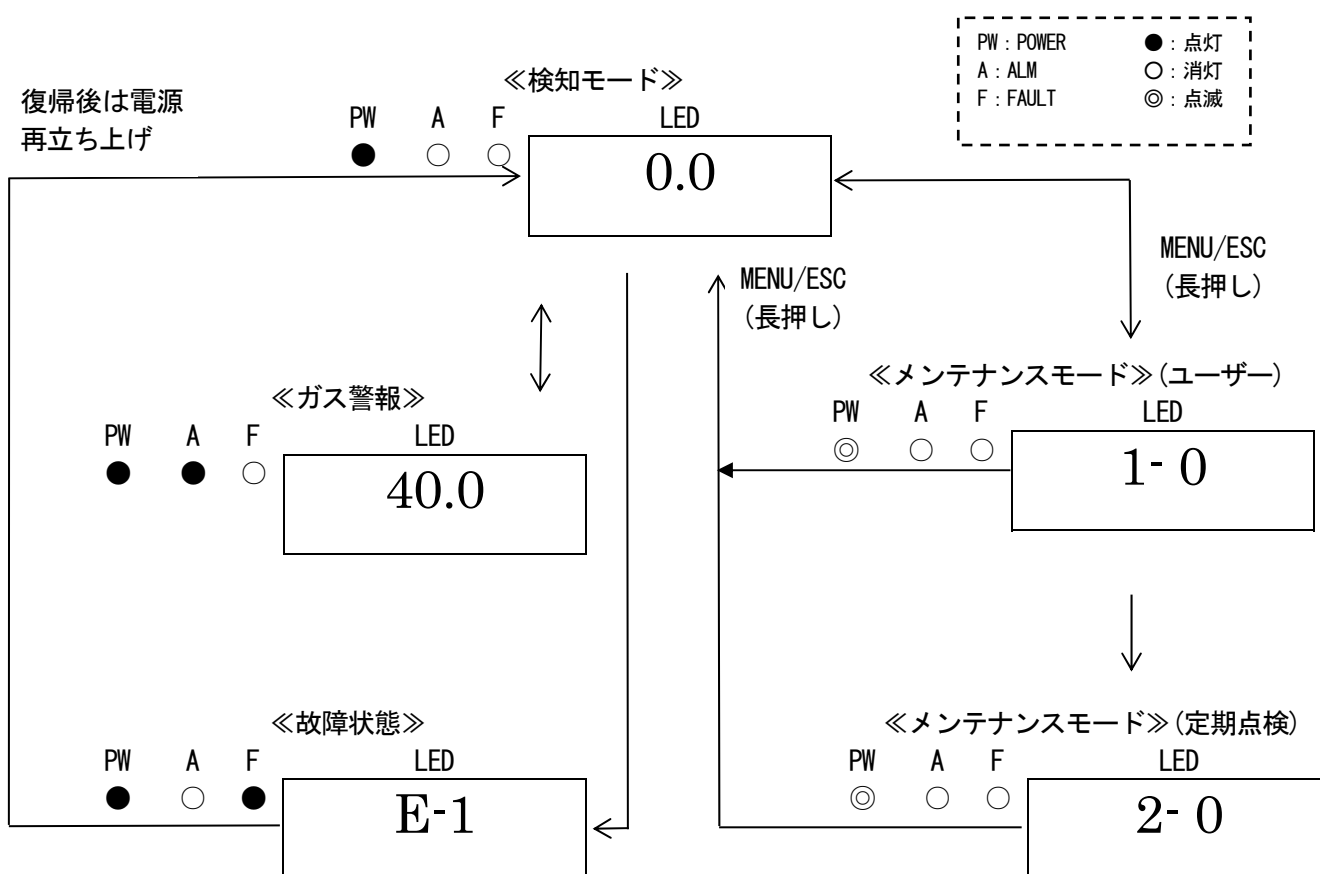 PW：POWER ●：点灯
A：ALM ○：消灯
F：FAULT ◎：点滅
復帰後は電源
再立ち上げ
≪検知モード≫
PW A F LED
● ○ ○
0.0
MENU/ESC
(長押し)
MENU/ESC
(長押し)
≪ガス警報≫
PW A F LED
● ● ○
40.0
≪メンテナンスモード≫(ユーザー)
PW A F LED
◎ ○ ○
1- 0
≪故障状態≫
PW A F LED
● ○ ●
E-1
≪メンテナンスモード≫(定期点検)
PW A F LED
◎ ○ ○
2- 0